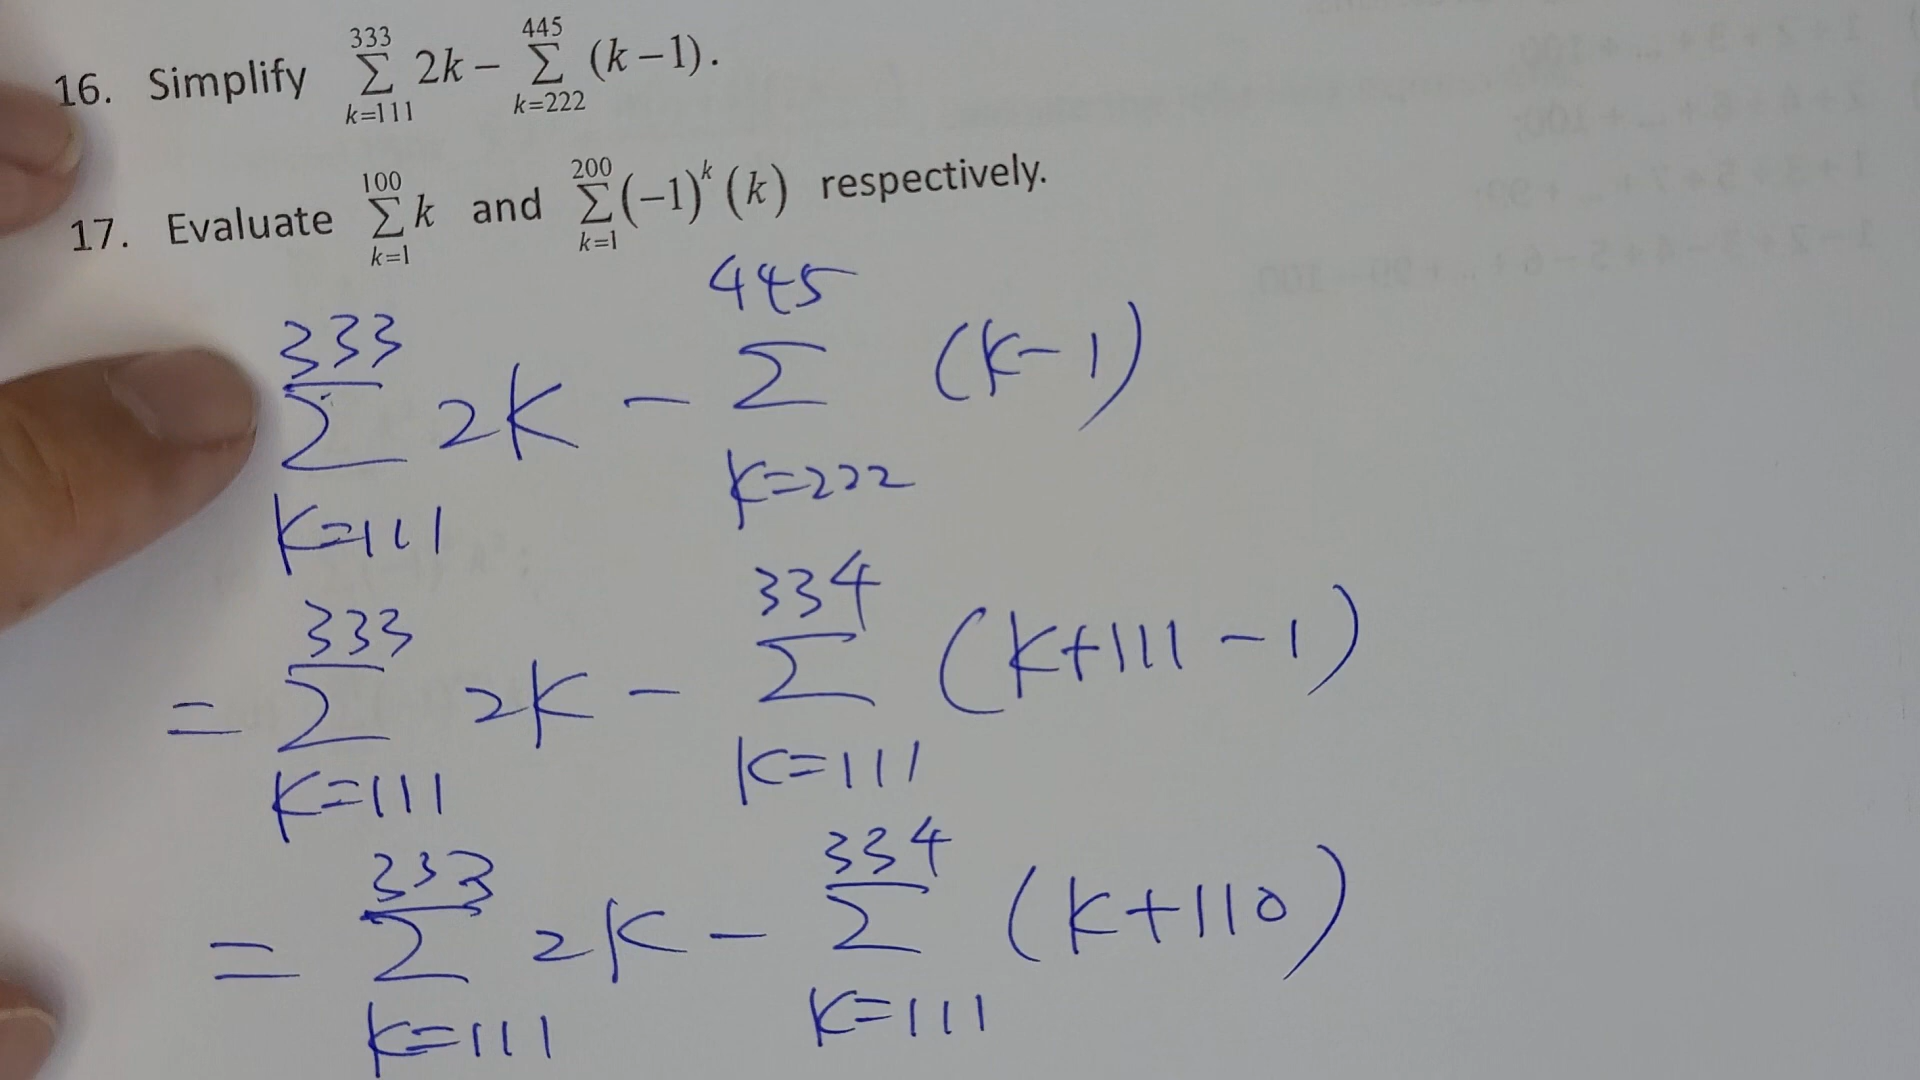 16. Simplify \sum_{k=111}^{333} 2k - \sum_{k=222}^{445} (k-1).
17. Evaluate \sum_{k=1}^{100} k and \sum_{k=1}^{200} (-1)^k (k) respectively.
\sum_{k=111}^{333} 2k - \sum_{k=222}^{445} (k-1)
= \sum_{k=111}^{333} 2k - \sum_{k=111}^{334} (k+111-1)
= \sum_{k=111}^{333} 2k - \sum_{k=111}^{334} (k+110)